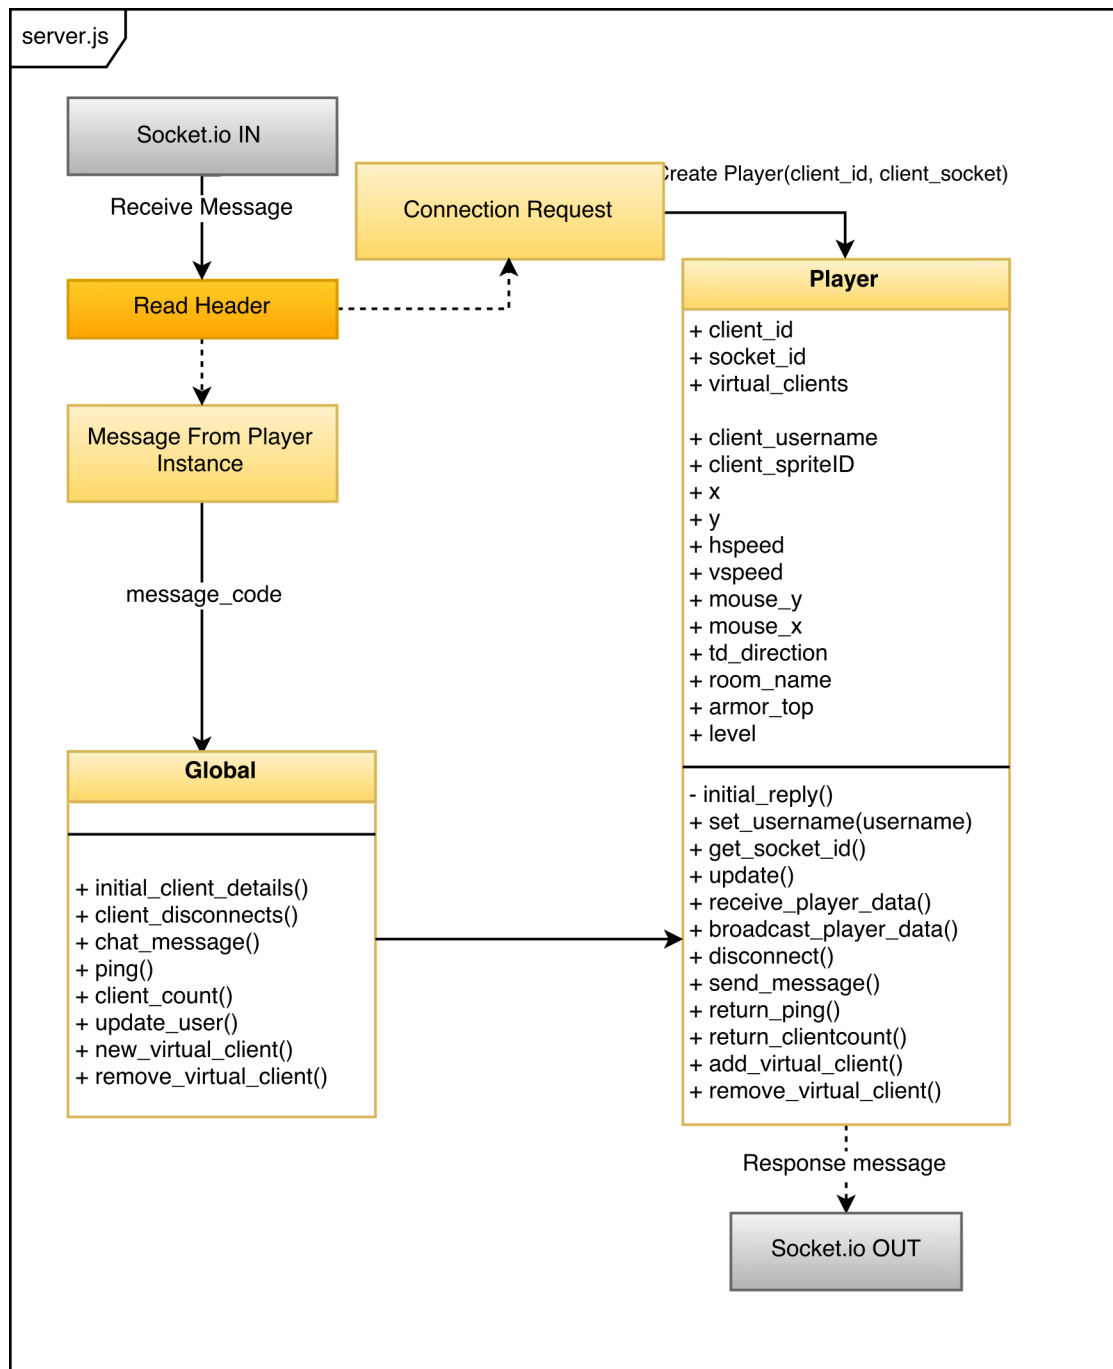 server.js
Socket.io IN
Receive Message
Read Header
Connection Request
Create Player(client_id, client_socket)
Message From Player
Instance
message_code
Global
+ initial_client_details()
+ client_disconnects()
+ chat_message()
+ ping()
+ client_count()
+ update_user()
+ new_virtual_client()
+ remove_virtual_client()
Player
+ client_id
+ socket_id
+ virtual_clients
+ client_username
+ client_spriteID
+ x
+ y
+ hspeed
+ vspeed
+ mouse_y
+ mouse_x
+ td_direction
+ room_name
+ armor_top
+ level
- initial_reply()
+ set_username(username)
+ get_socket_id()
+ update()
+ receive_player_data()
+ broadcast_player_data()
+ disconnect()
+ send_message()
+ return_ping()
+ return_clientcount()
+ add_virtual_client()
+ remove_virtual_client()
Response message
Socket.io OUT